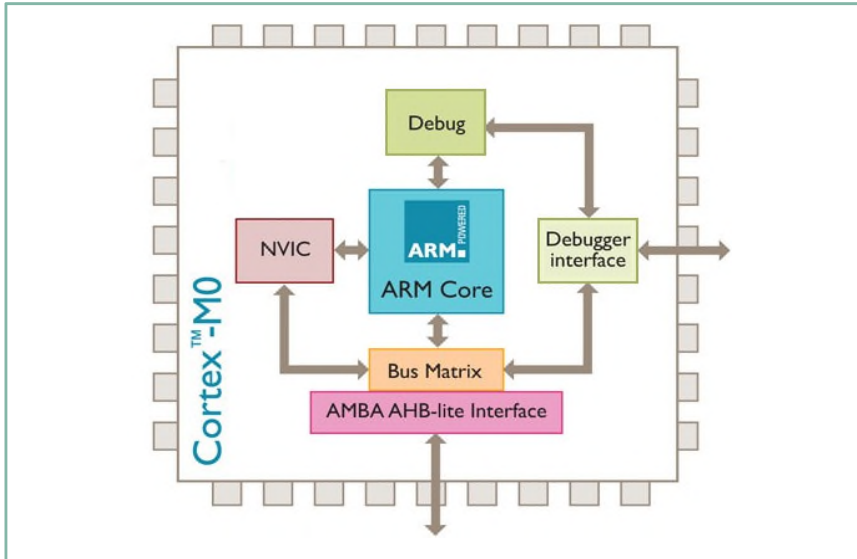 Debug
ARM
POWERED
ARM Core
NVIC
Debugger
interface
Bus Matrix
AMBA AHB-lite Interface
Cortex™-M0